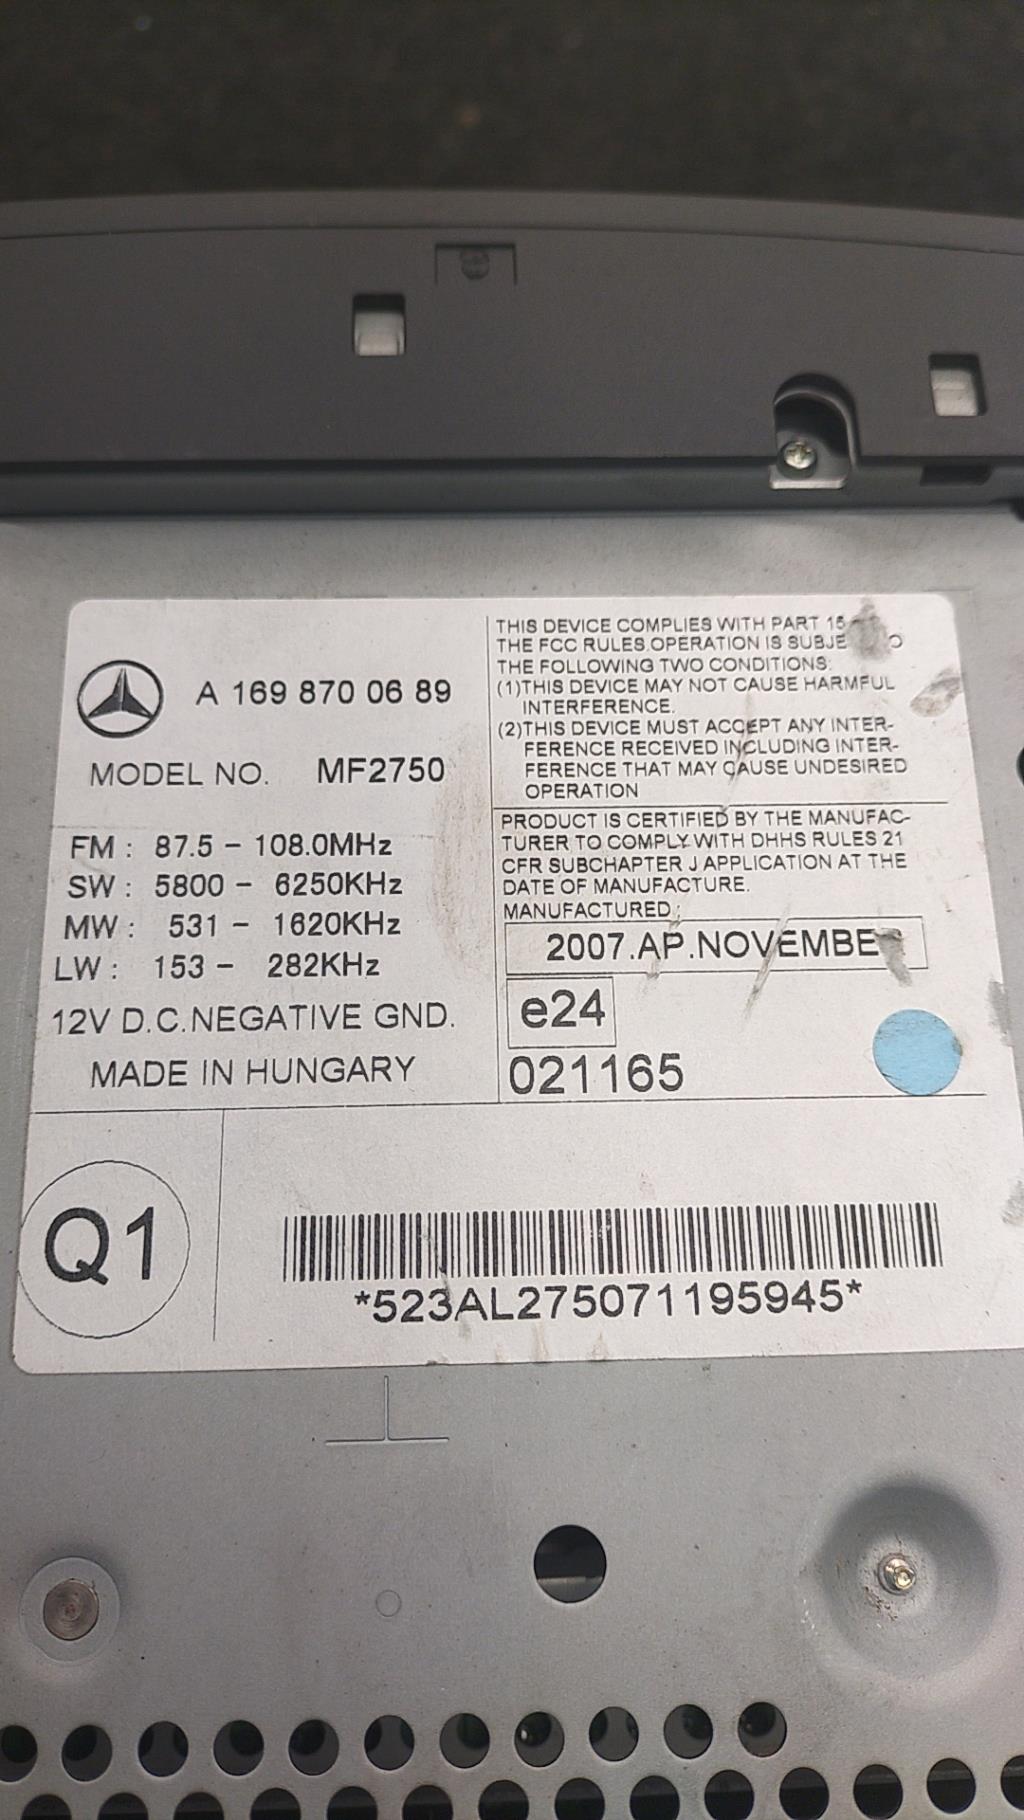 A 169 870 06 89
MODEL NO. MF2750
FM : 87.5 – 108.0MHz
SW : 5800 – 6250KHz
MW : 531 – 1620KHz
LW : 153 – 282KHz
12V D.C.NEGATIVE GND.
MADE IN HUNGARY
THIS DEVICE COMPLIES WITH PART 15
THE FCC RULES.OPERATION IS
THE FOLLOWING TWO CONDITIONS:
(1)THIS DEVICE MAY NOT CAUSE HARMFUL
INTERFERENCE.
(2)THIS DEVICE MUST ACCEPT ANY INTER-
FERENCE RECEIVED INCLUDING INTER-
FERENCE THAT MAY CAUSE UNDESIRED
OPERATION
PRODUCT IS CERTIFIED BY THE MANUFAC-
TURER TO COMPLY WITH DHHS RULES 21
CFR SUBCHAPTER J APPLICATION AT THE
DATE OF MANUFACTURE.
MANUFACTURED :
2007.AP.NOVEMBER
e24
021165
Q1
*523AL275071195945*